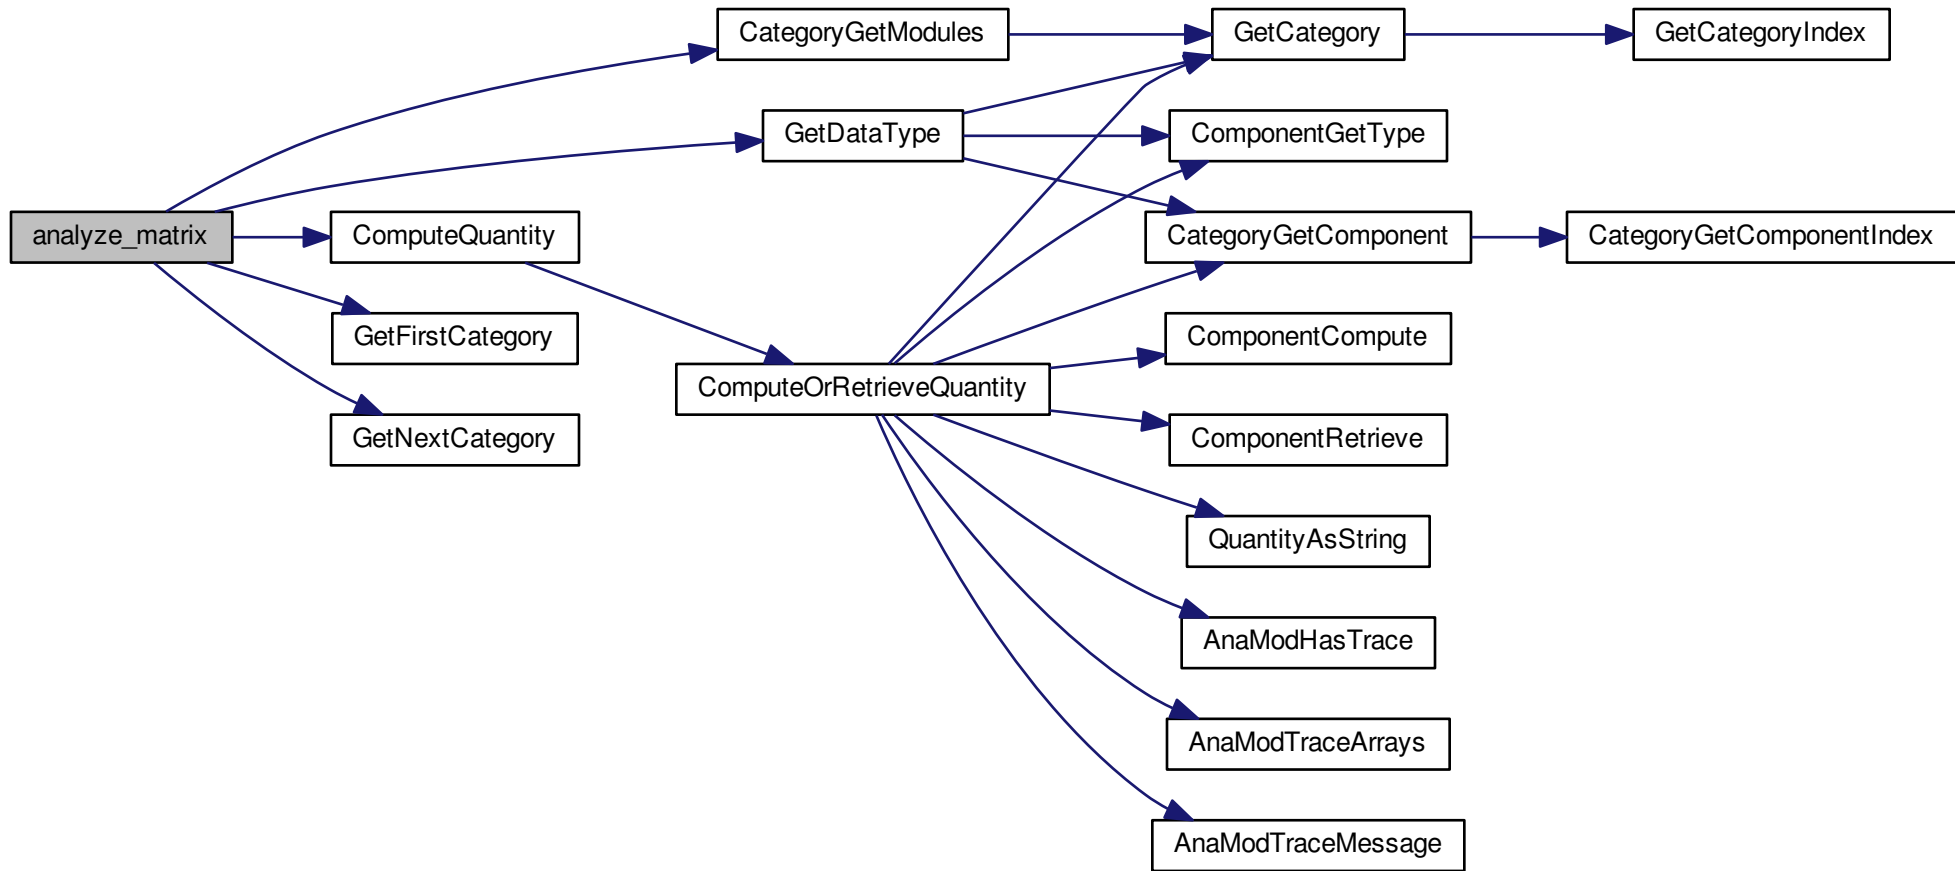 CategoryGetModules
GetCategory
GetCategoryIndex
GetDataType
ComponentGetType
analyze_matrix
ComputeQuantity
CategoryGetComponent
CategoryGetComponentIndex
GetFirstCategory
ComponentCompute
ComputeOrRetrieveQuantity
GetNextCategory
ComponentRetrieve
QuantityAsString
AnaModHasTrace
AnaModTraceArrays
AnaModTraceMessage